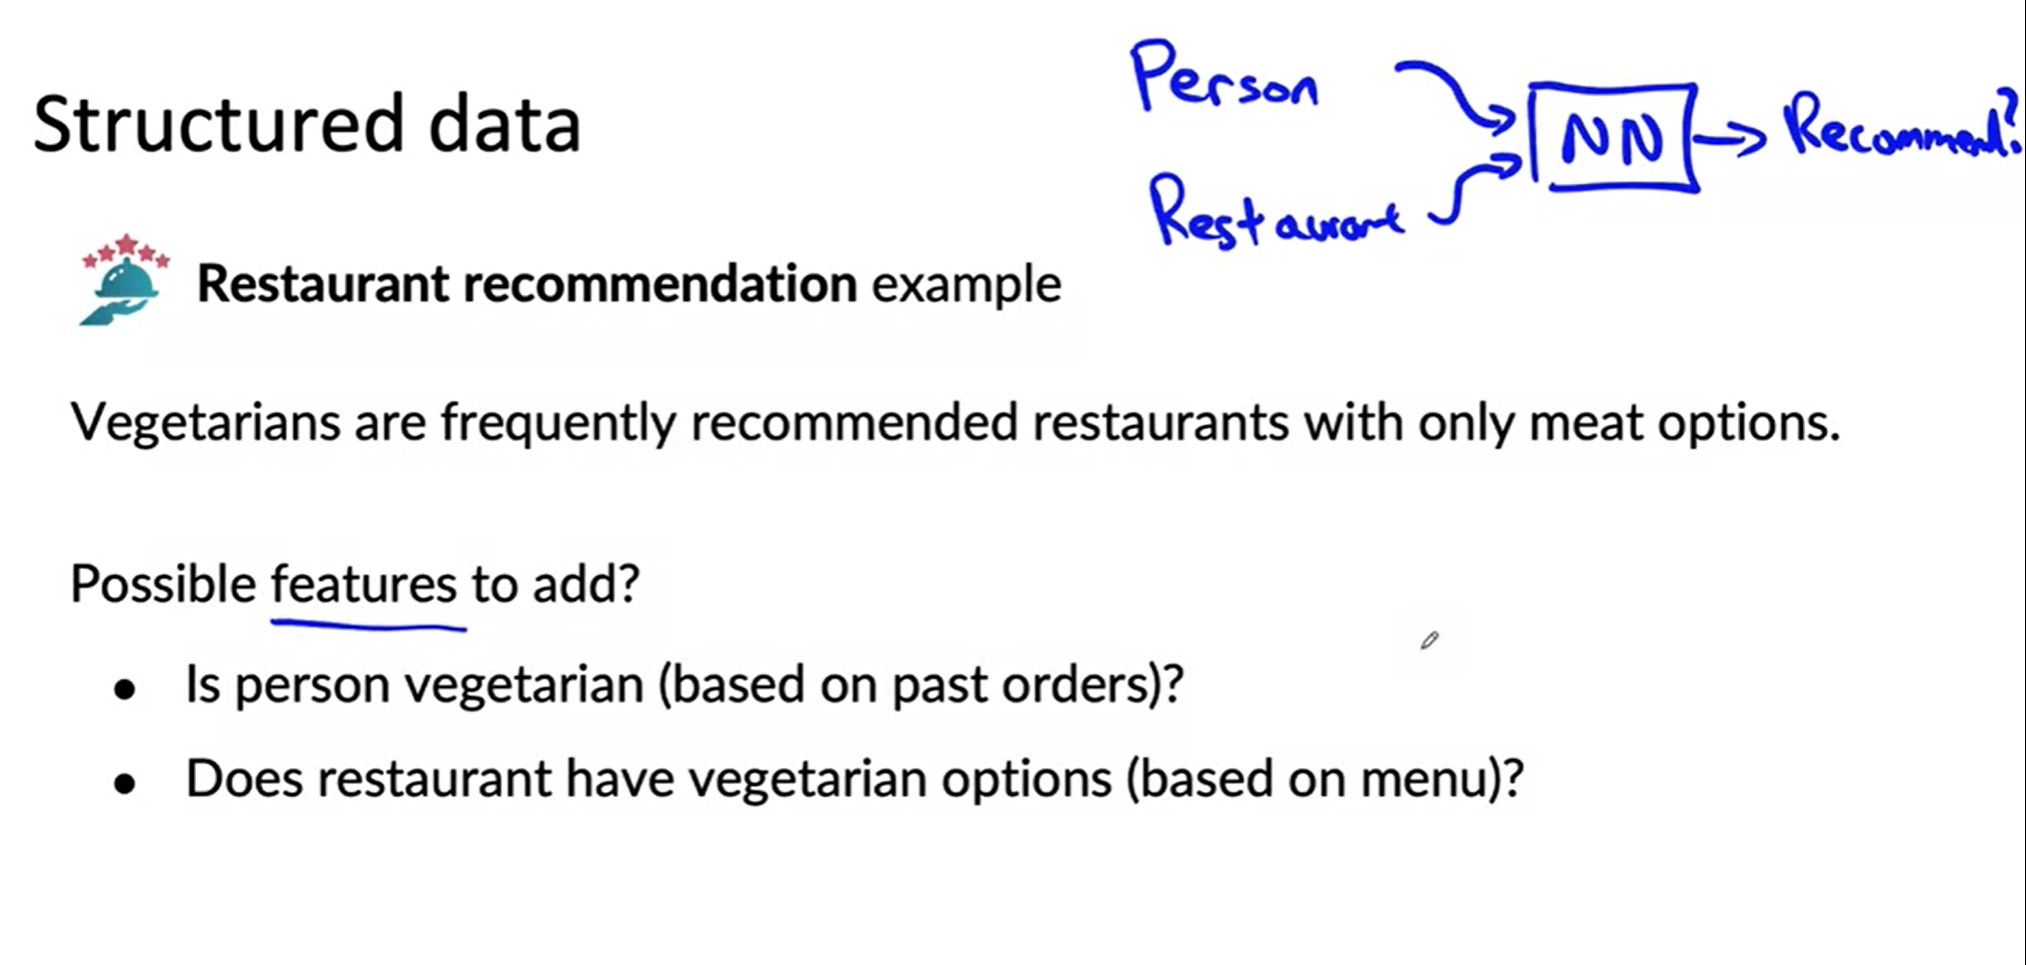 Person
NN
Recommend?
Structured data
Restaurant
Restaurant recommendation example
Vegetarians are frequently recommended restaurants with only meat options.
Possible features to add?
● Is person vegetarian (based on past orders)?
● Does restaurant have vegetarian options (based on menu)?